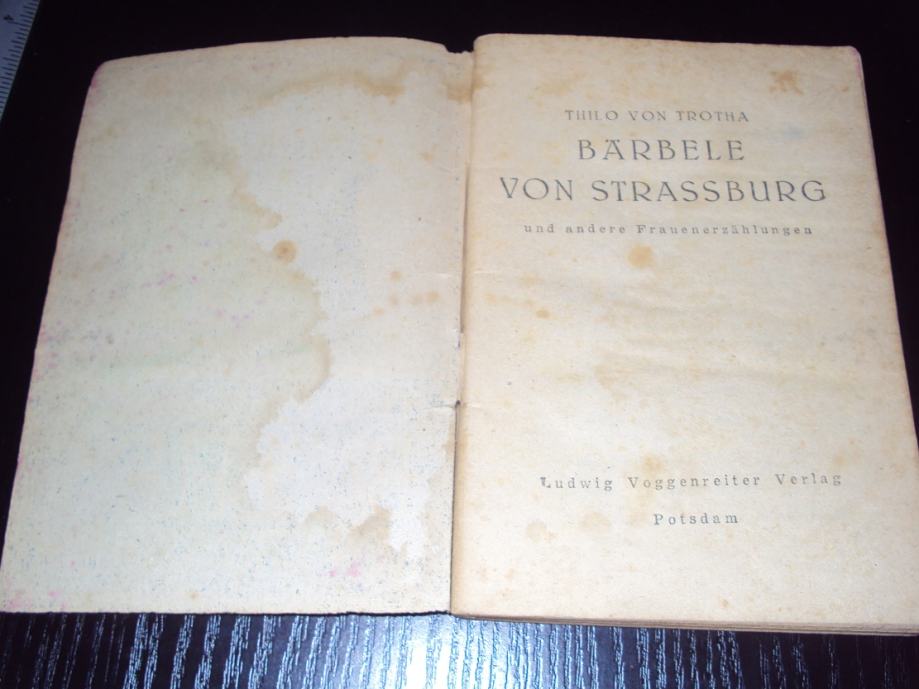 THILO VON TROTHA
BÄRBELE
VON STRASSBURG
und andere Frauenerzählungen
Ludwig Voggenreiter Verlag
Potsdam